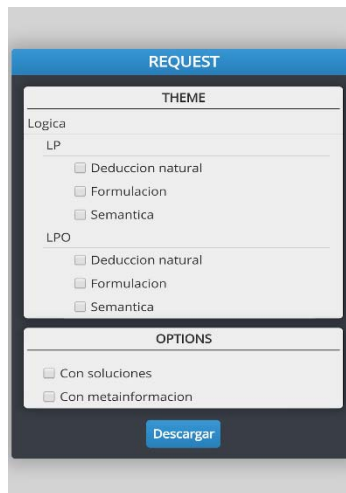 REQUEST
THEME
Logica
LP
Deduccion natural
Formulacion
Semantica
LPO
Deduccion natural
Formulacion
Semantica
OPTIONS
Con soluciones
Con metainformacion
Descargar